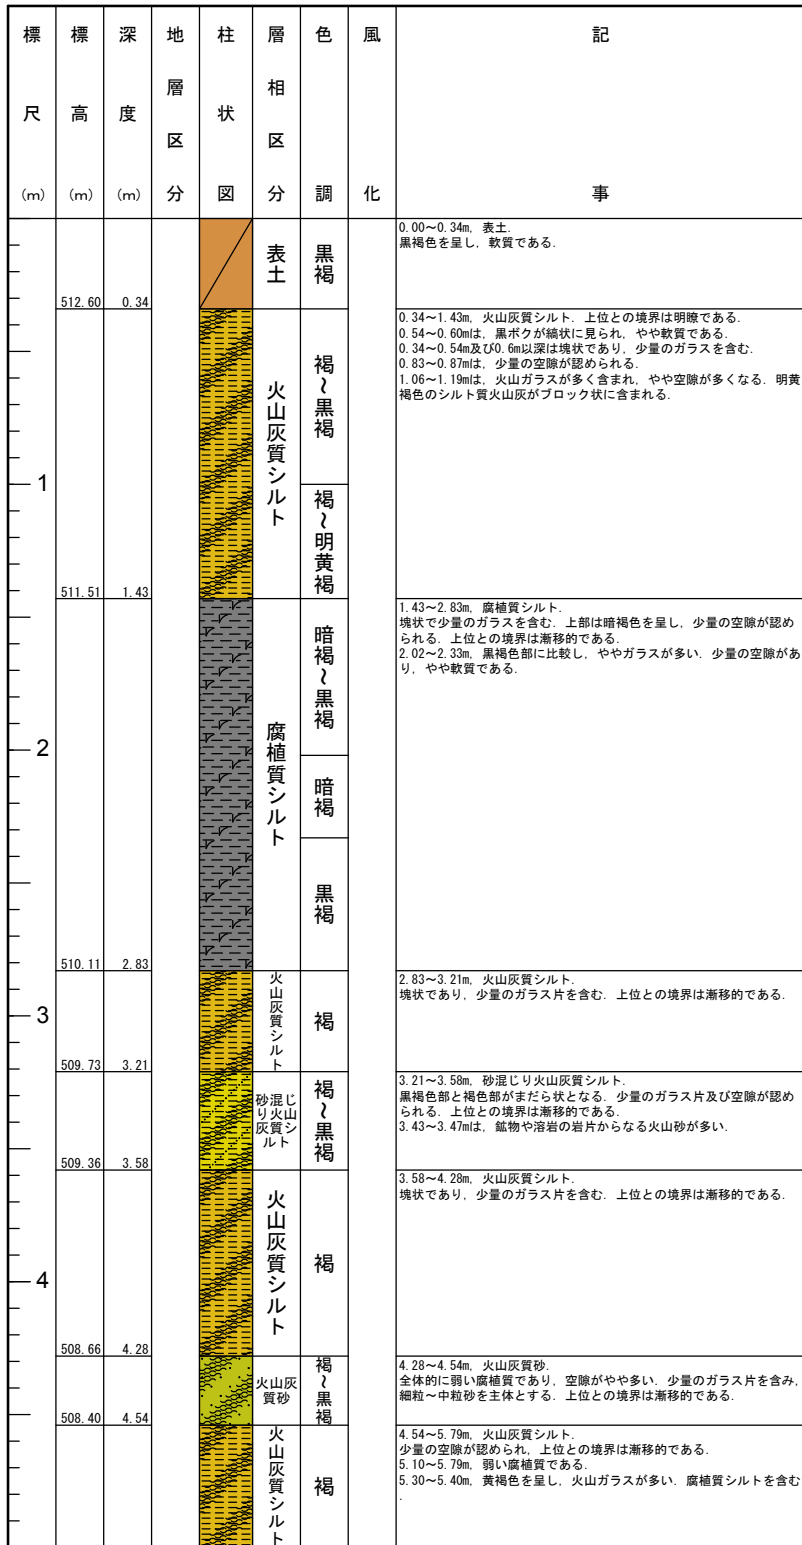 標尺(m)
標高(m)
深度(m)
地層区分
柱状図
層相区分
色調
風化
記事
表土
黒褐
0.00～0.34m, 表土.
黒褐色を呈し, 軟質である.
512.60 0.34
火山灰質シルト
褐～黒褐
褐～明黄褐
0.34～1.43m, 火山灰質シルト. 上位との境界は明瞭である.
0.54～0.60mは, 黒ボクが縞状に見られ, やや軟質である.
0.34～0.54m及び0.6m以深は塊状であり, 少量のガラスを含む.
0.83～0.87mは, 少量の空隙が認められる.
1.06～1.19mは, 火山ガラスが多く含まれ, やや空隙が多くなる. 明黄
褐色のシルト質火山灰がブロック状に含まれる.
1
511.51 1.43
腐植質シルト
暗褐～黒褐
暗褐
黒褐
1.43～2.83m, 腐植質シルト.
塊状で少量のガラスを含む. 上部は暗褐色を呈し, 少量の空隙が認め
られる. 上位との境界は漸移的である.
2.02～2.33m, 黒褐色部に比較し, ややガラスが多い. 少量の空隙があ
り, やや軟質である.
2
510.11 2.83
火山灰質シルト
褐
2.83～3.21m, 火山灰質シルト.
塊状であり, 少量のガラス片を含む. 上位との境界は漸移的である.
3
509.73 3.21
砂混じ
り火山
灰質シ
ルト
褐～黒褐
3.21～3.58m, 砂混じり火山灰質シルト.
黒褐色部と褐色部がまだら状となる. 少量のガラス片及び空隙が認め
られる. 上位との境界は漸移的である.
3.43～3.47mは, 鉱物や溶岩の岩片からなる火山砂が多い.
509.36 3.58
火山灰質シルト
褐
3.58～4.28m, 火山灰質シルト.
塊状であり, 少量のガラス片を含む. 上位との境界は漸移的である.
4
508.66 4.28
火山灰
質砂
褐～黒褐
4.28～4.54m, 火山灰質砂.
全体的に弱い腐植質であり, 空隙がやや多い. 少量のガラス片を含み,
細粒～中粒砂を主体とする. 上位との境界は漸移的である.
508.40 4.54
火山灰質シルト
褐
4.54～5.79m, 火山灰質シルト.
少量の空隙が認められ, 上位との境界は漸移的である.
5.10～5.79m, 弱い腐植質である.
5.30～5.40m, 黄褐色を呈し, 火山ガラスが多い. 腐植質シルトを含む
.